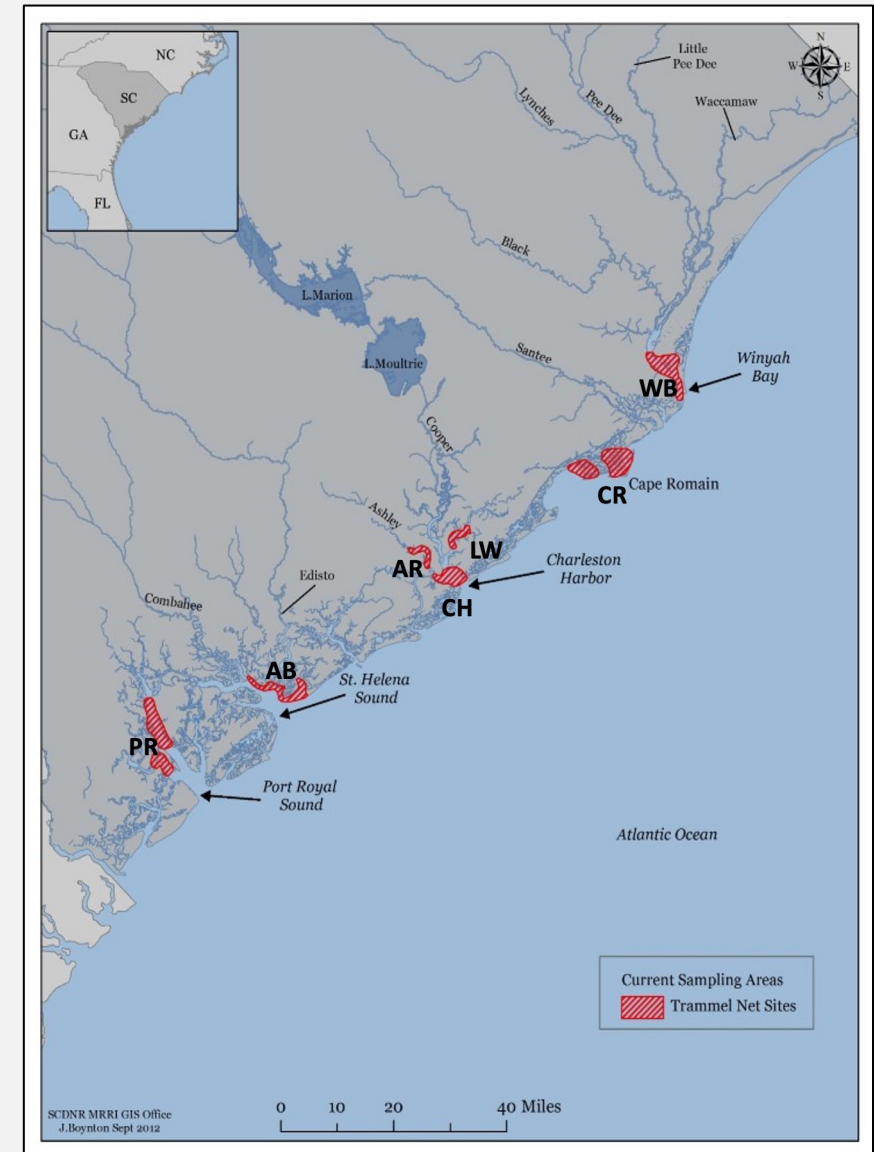 NC
SC
GA
FL
N
W E
S
Little
Pee Dee
Pee Dee
Lynches
Waccamaw
Black
L.Marion
L.Moultrie
Santee
Winyah
Bay
WB
Cooper
CR
Cape Romain
Ashley
LW
AR
Charleston
Harbor
CH
Edisto
Combahee
AB
St. Helena
Sound
PR
Port Royal
Sound
Atlantic Ocean
Current Sampling Areas
Trammel Net Sites
SCDNR MRRI GIS Office
J.Boynton Sept 2012
0 10 20 40 Miles